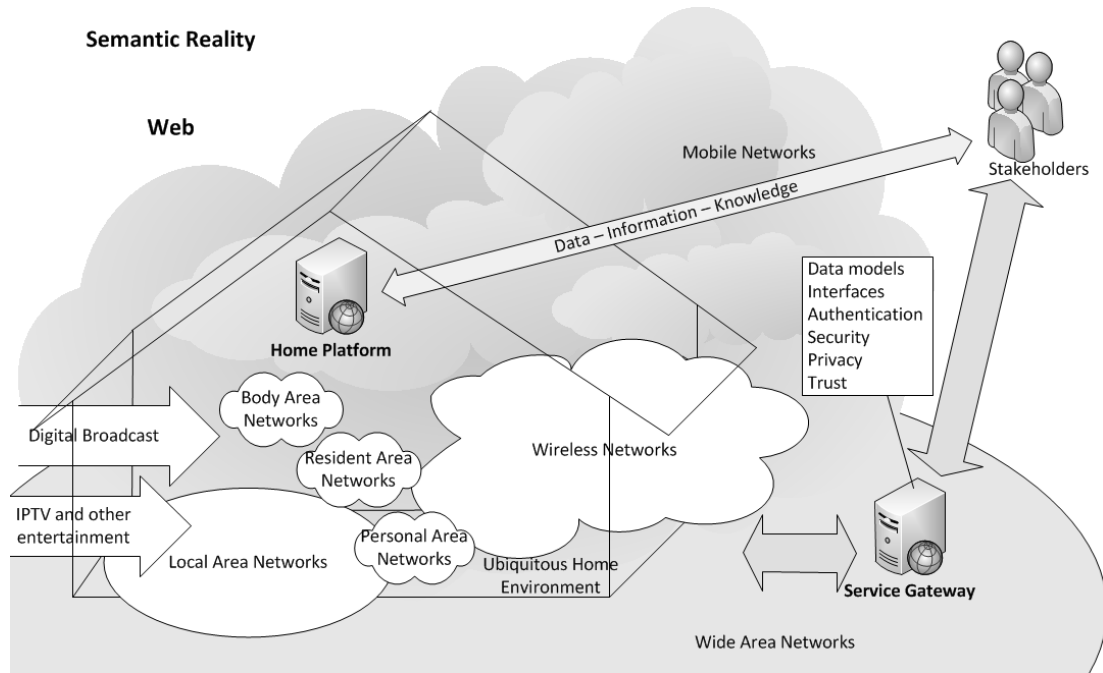 Semantic Reality
Web
Mobile Networks
Stakeholders
Data – Information – Knowledge
Data models
Interfaces
Authentication
Security
Privacy
Trust
Home Platform
Body Area
Networks
Digital Broadcast
Resident Area
Networks
Wireless Networks
IPTV and other
entertainment
Personal Area
Networks
Local Area Networks
Ubiquitous Home
Environment
Service Gateway
Wide Area Networks